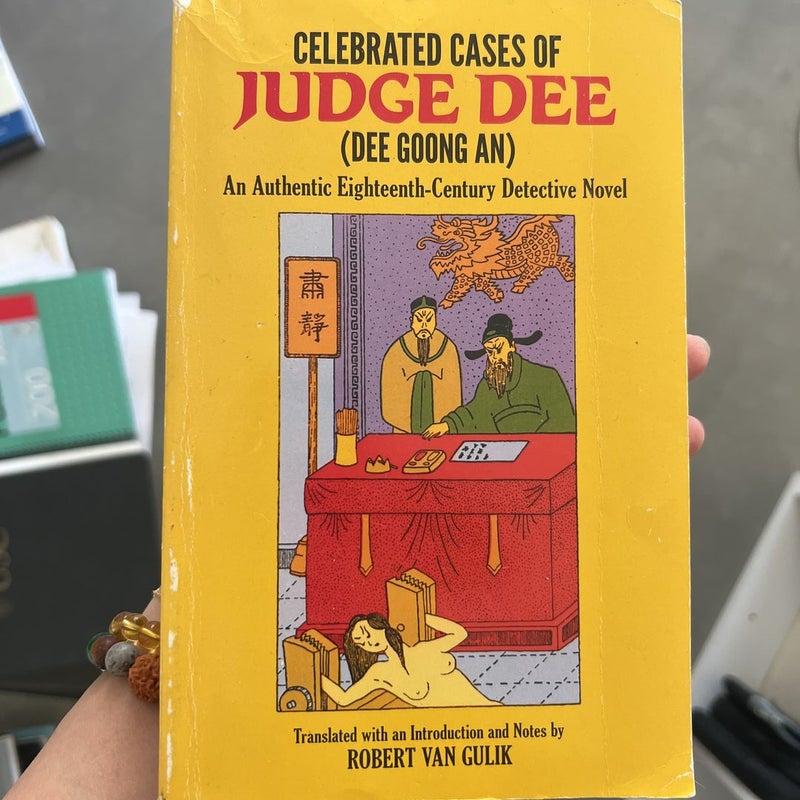 CELEBRATED CASES OF
JUDGE DEE
(DEE GOONG AN)
An Authentic Eighteenth-Century Detective Novel
肅
靜
Translated with an Introduction and Notes by
ROBERT VAN GULIK